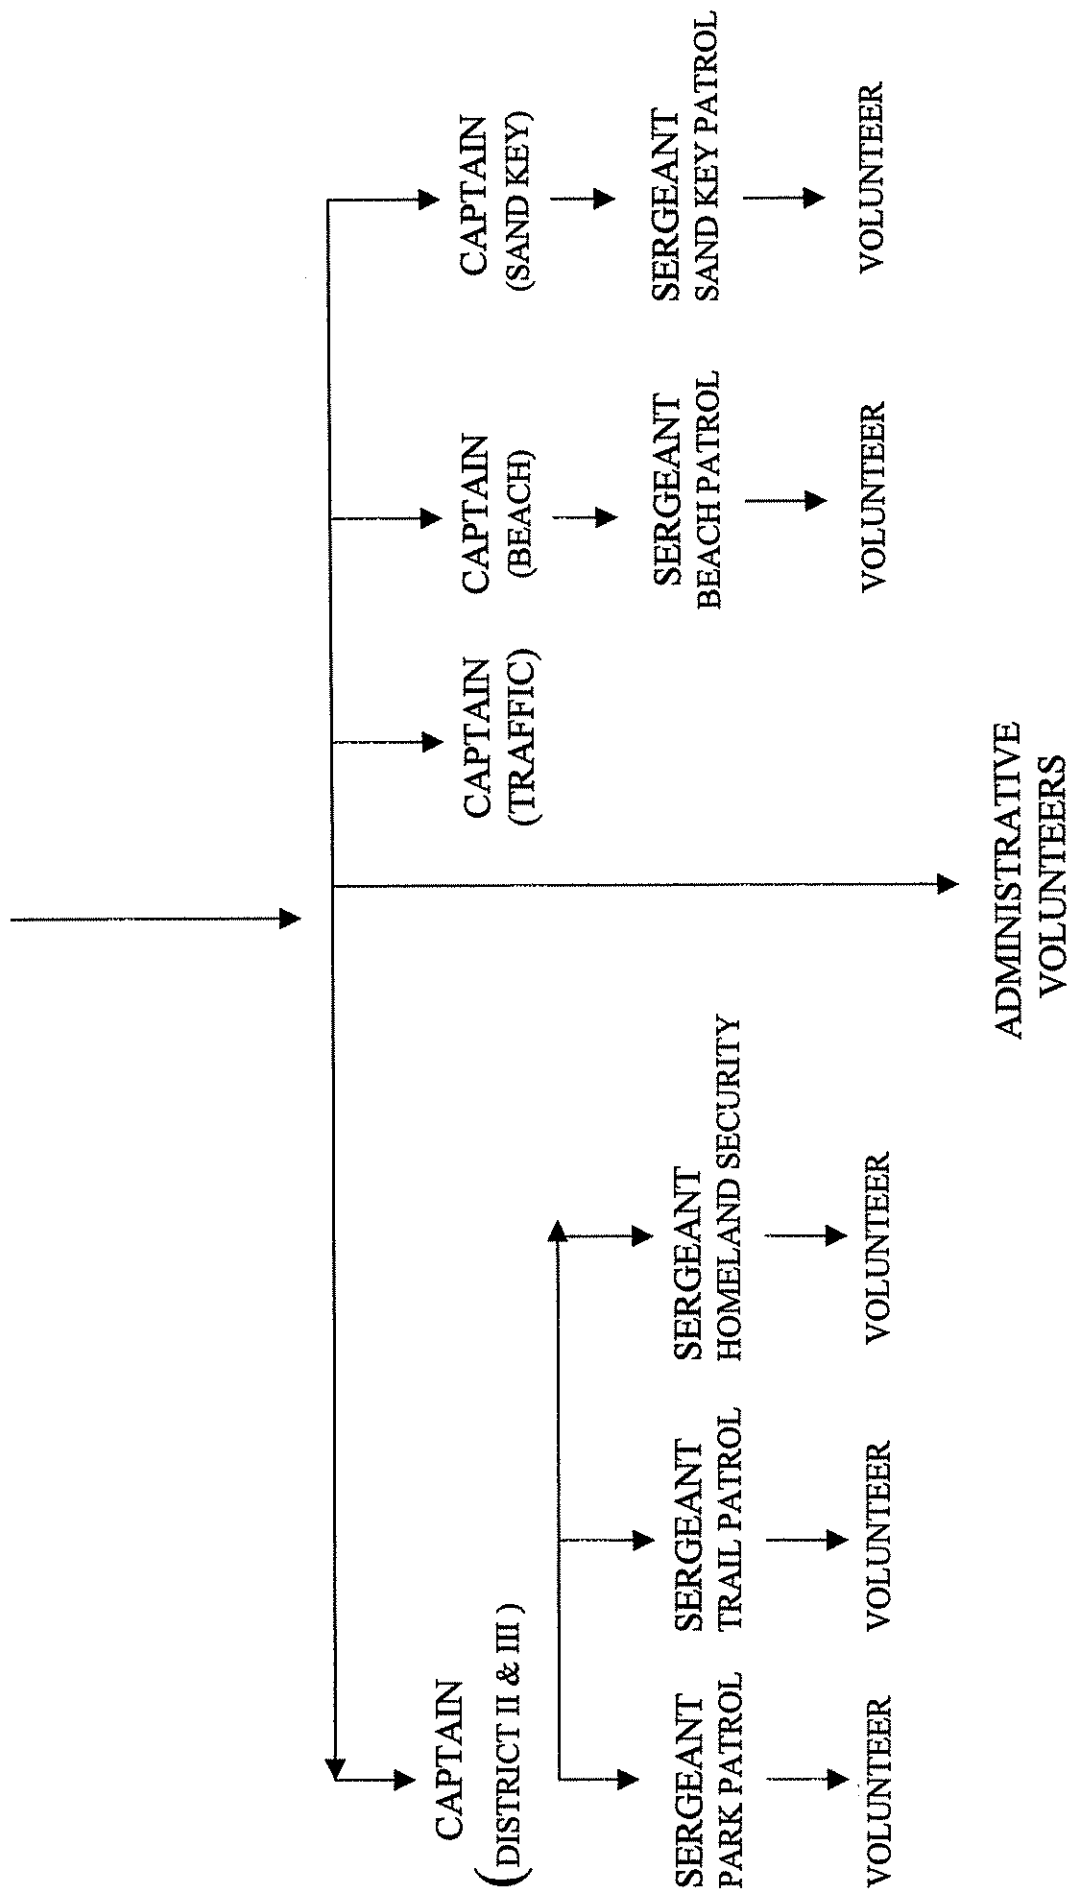 CAPTAIN
(DISTRICT II & III )
SERGEANT
PARK PATROL
VOLUNTEER
SERGEANT
TRAIL PATROL
VOLUNTEER
SERGEANT
HOMELAND SECURITY
VOLUNTEER
ADMINISTRATIVE
VOLUNTEERS
CAPTAIN
(TRAFFIC)
CAPTAIN
(BEACH)
SERGEANT
BEACH PATROL
VOLUNTEER
CAPTAIN
(SAND KEY)
SERGEANT
SAND KEY PATROL
VOLUNTEER